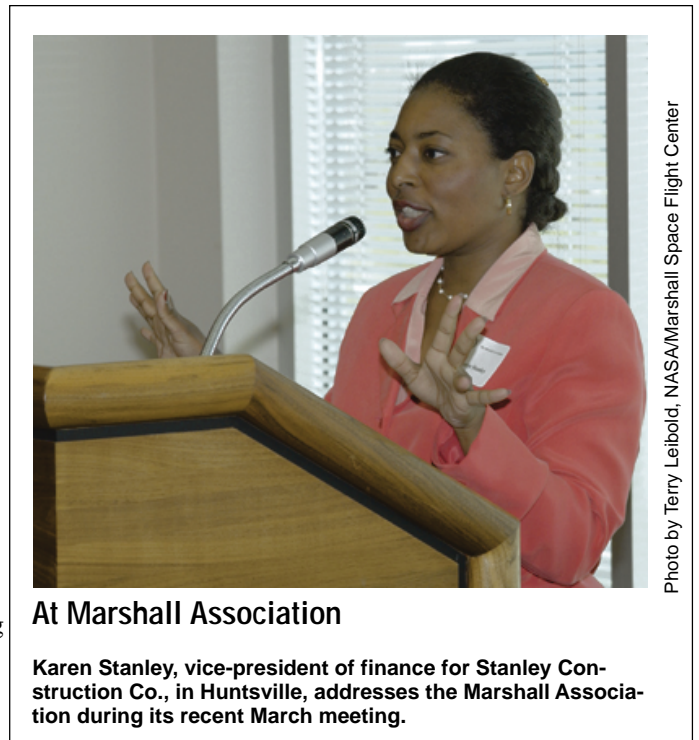 Photo by Terry Leibold, NASA/Marshall Space Flight Center
At Marshall Association
Karen Stanley, vice-president of finance for Stanley Con-
struction Co., in Huntsville, addresses the Marshall Associa-
tion during its recent March meeting.